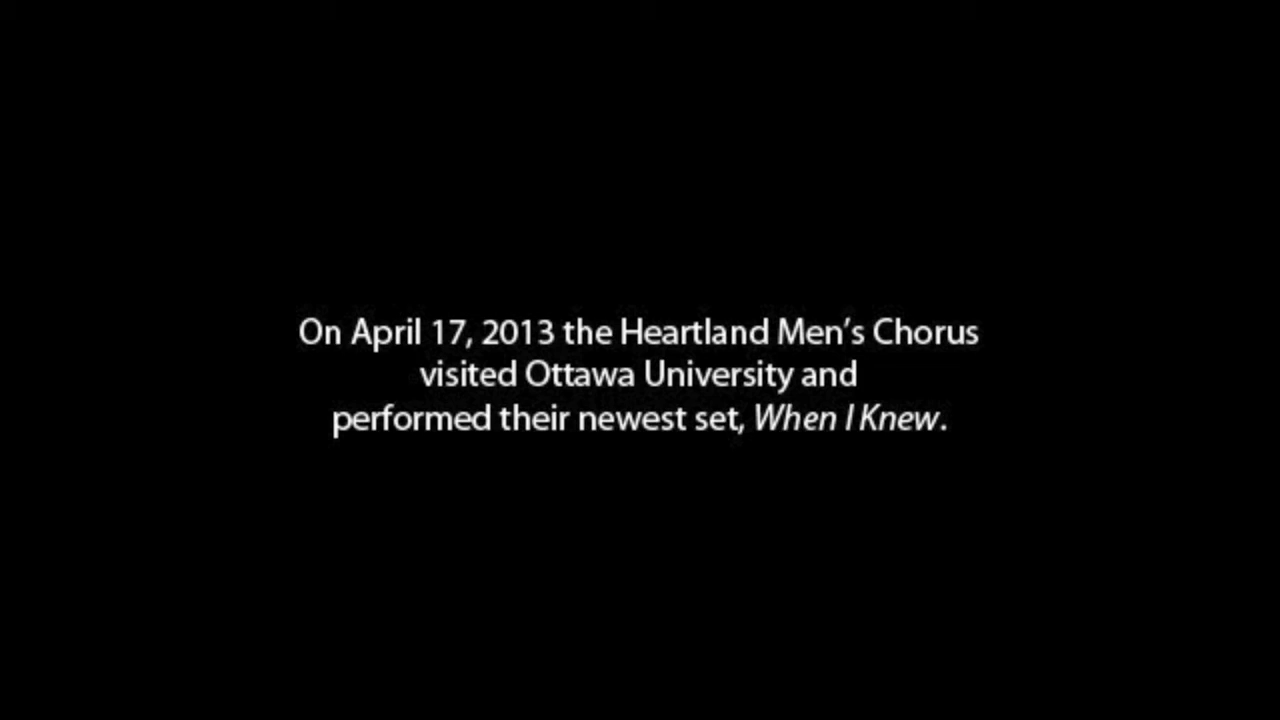 On April 17, 2013 the Heartland Men’s Chorus
visited Ottawa University and
performed their newest set, When I Knew.